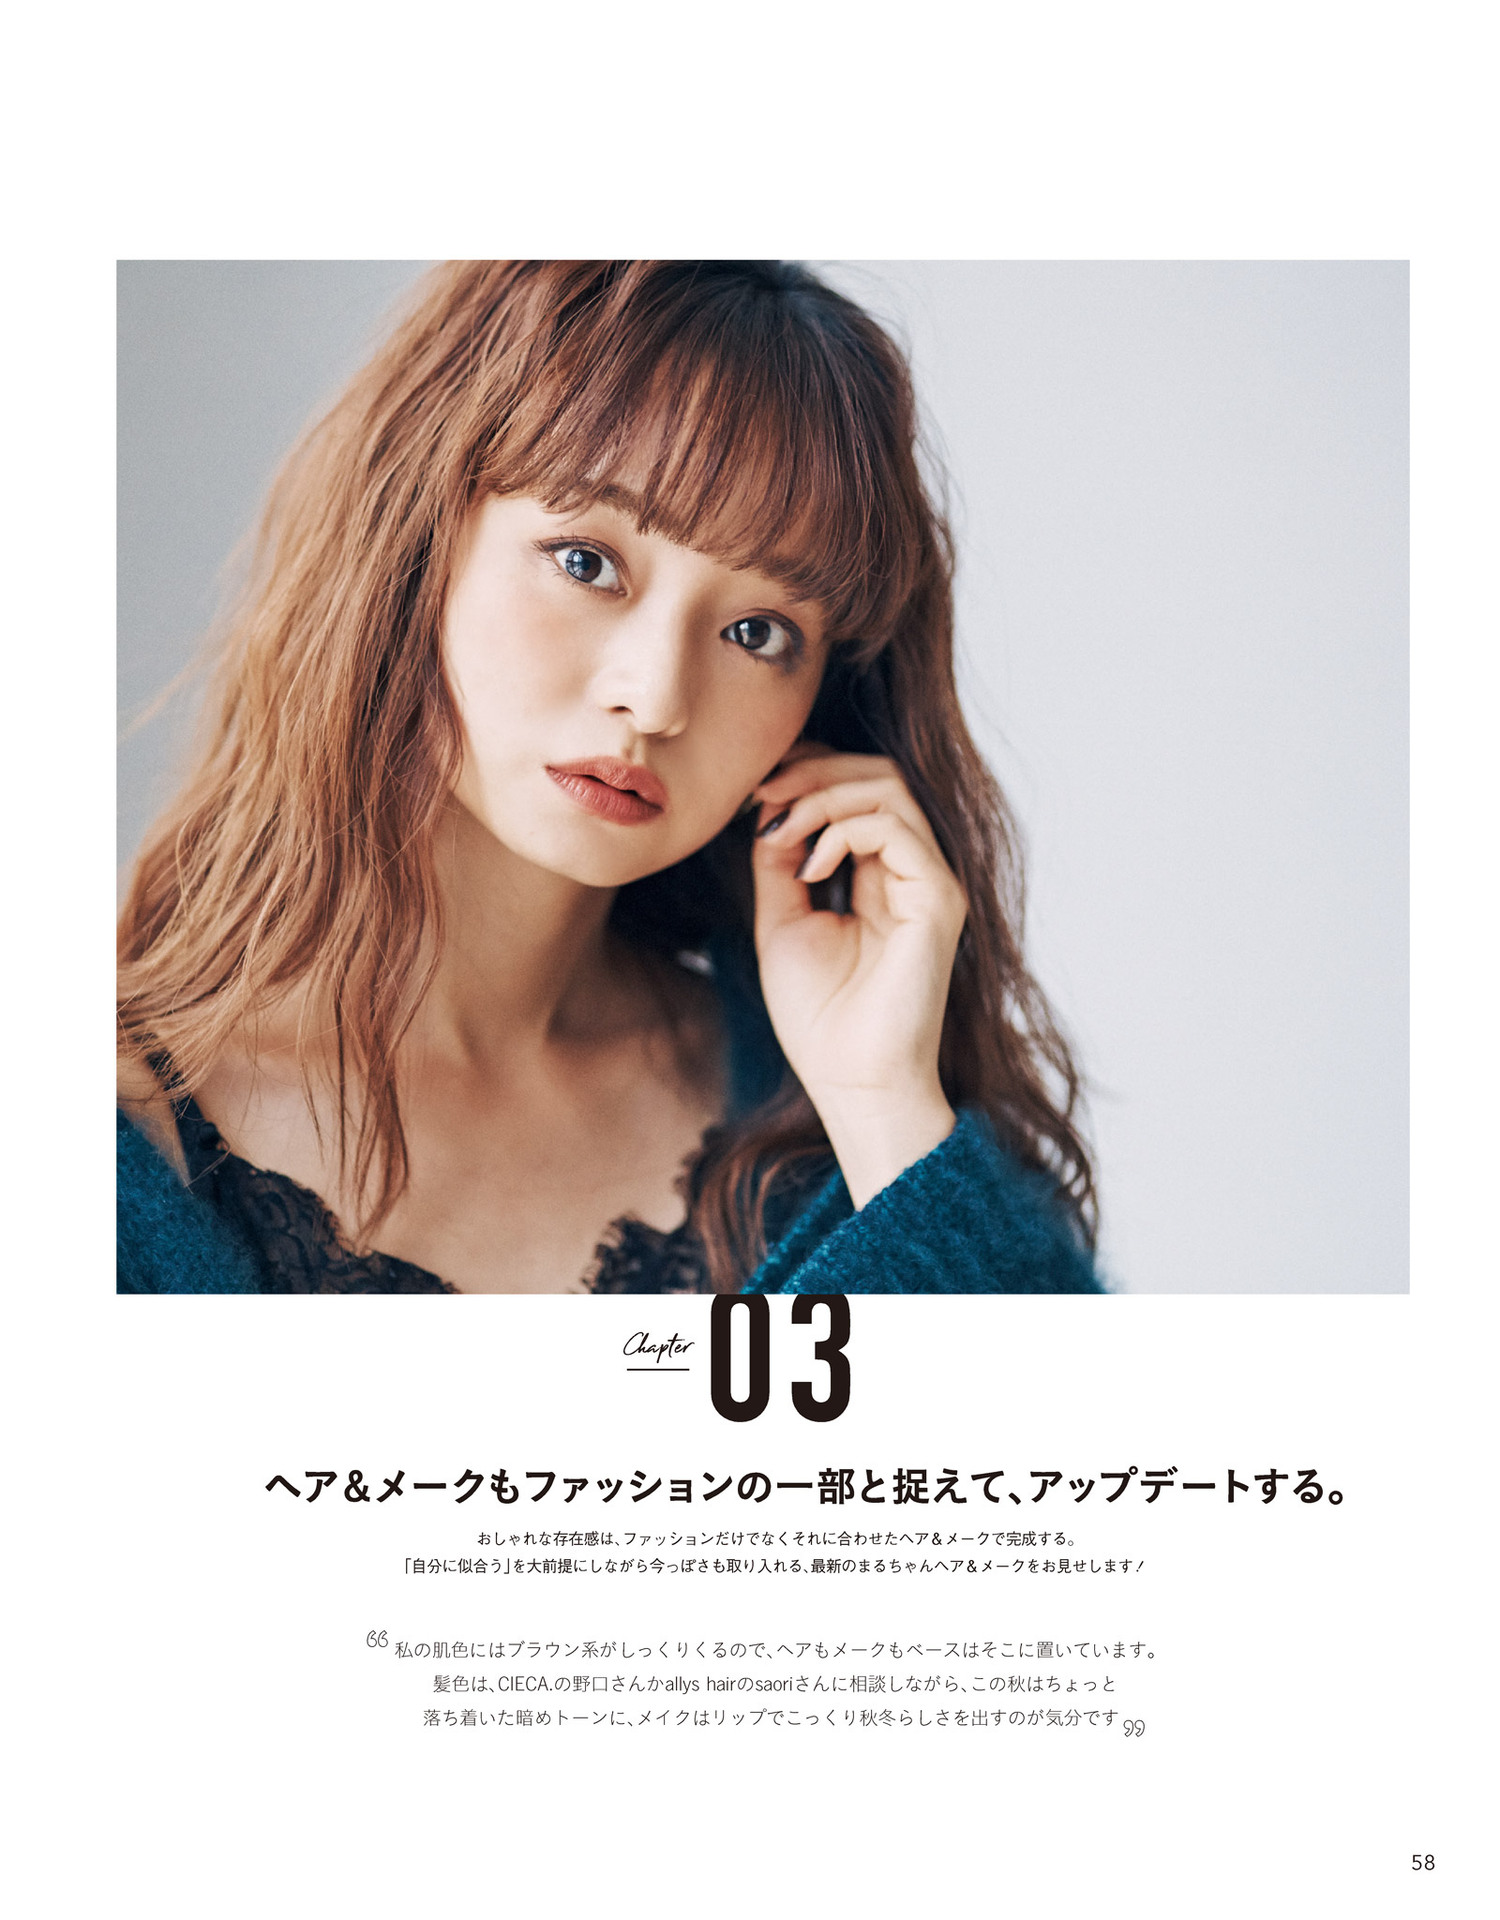 Chapter
03
ヘア＆メークもファッションの一部と捉えて、アップデートする。
おしゃれな存在感は、ファッションだけでなくそれに合わせたヘア＆メークで完成する。
「自分に似合う」を大前提にしながら今っぽさも取り入れる、最新のまるちゃんヘア＆メークをお見せします！
“私の肌色にはブラウン系がしっくりくるので、ヘアもメークもベースはそこに置いています。
髪色は、CIECA.の野口さんかallys hairのsaoriさんに相談しながら、この秋はちょっと
落ち着いた暗めトーンに、メイクはリップでこっくり秋冬らしさを出すのが気分です”
58